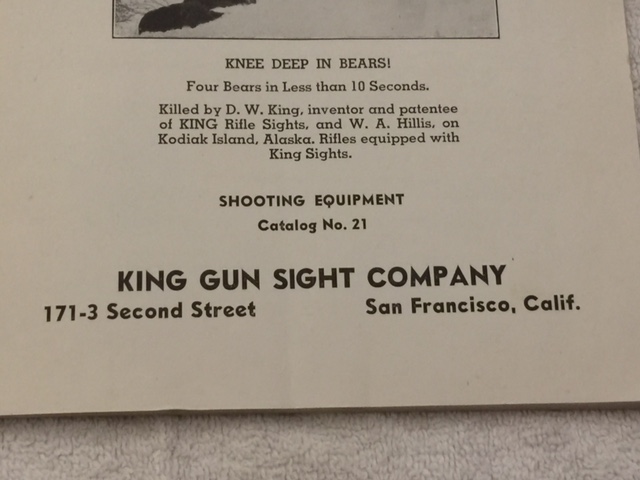 KNEE DEEP IN BEARS!
Four Bears in Less than 10 Seconds.
Killed by D. W. King, inventor and patentee
of KING Rifle Sights, and W. A. Hillis, on
Kodiak Island, Alaska. Rifles equipped with
King Sights.
SHOOTING EQUIPMENT
Catalog No. 21
KING GUN SIGHT COMPANY
171-3 Second Street San Francisco, Calif.